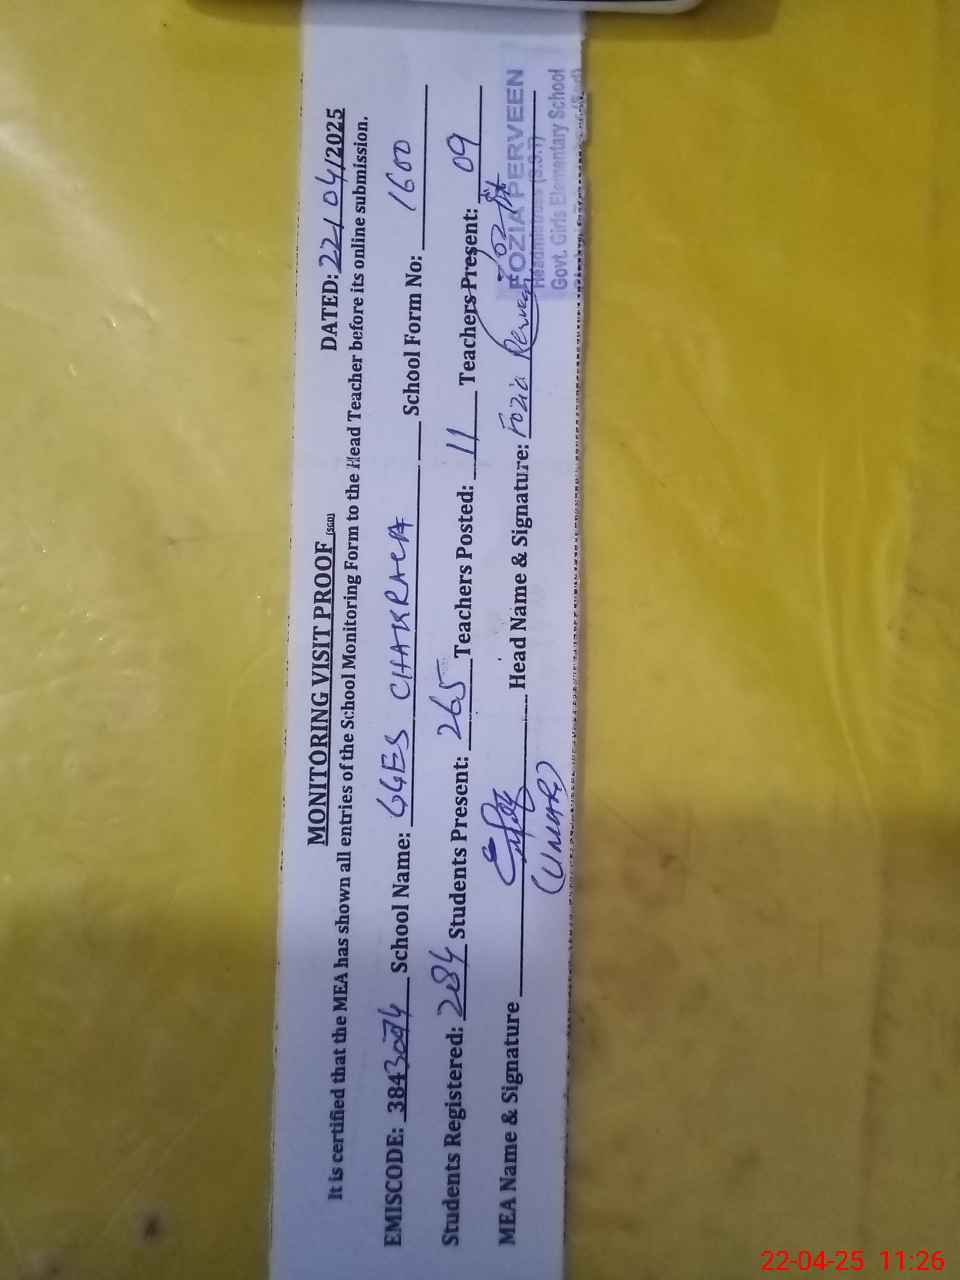 MONITORING VISIT PROOF (SGD) DATED: 22/04/2025
It is certified that the MEA has shown all entries of the School Monitoring Form to the Head Teacher before its online submission.
EMISCODE: 38430074 School Name: GGES CHAKRALA School Form No: 1600
Students Registered: 284 Students Present: 265 Teachers Posted: 11 Teachers Present: 09
MEA Name & Signature Head Name & Signature: Fozia Perveen
(UMAR)
FOZIA PERVEEN
Headmistress (S.S.T)
Govt. Girls Elementary School
22-04-25 11:26